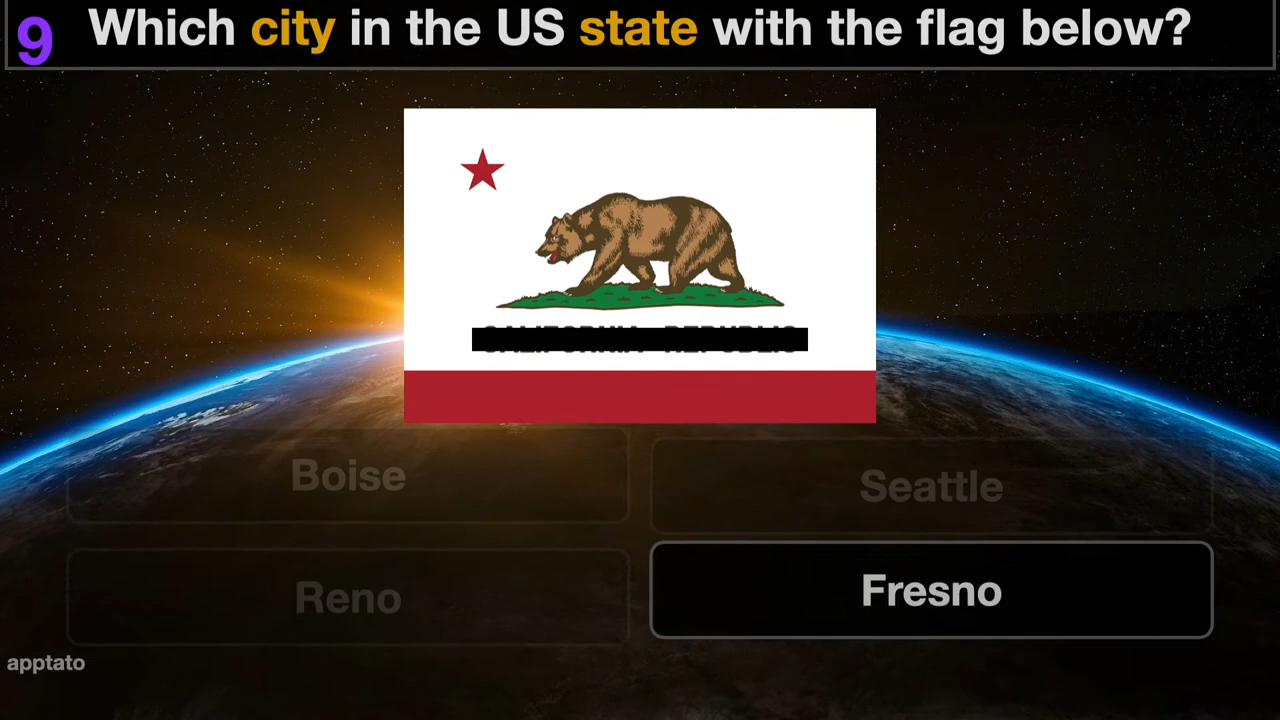 9
Which city in the US state with the flag below?
Boise
Seattle
Reno
Fresno
apptato